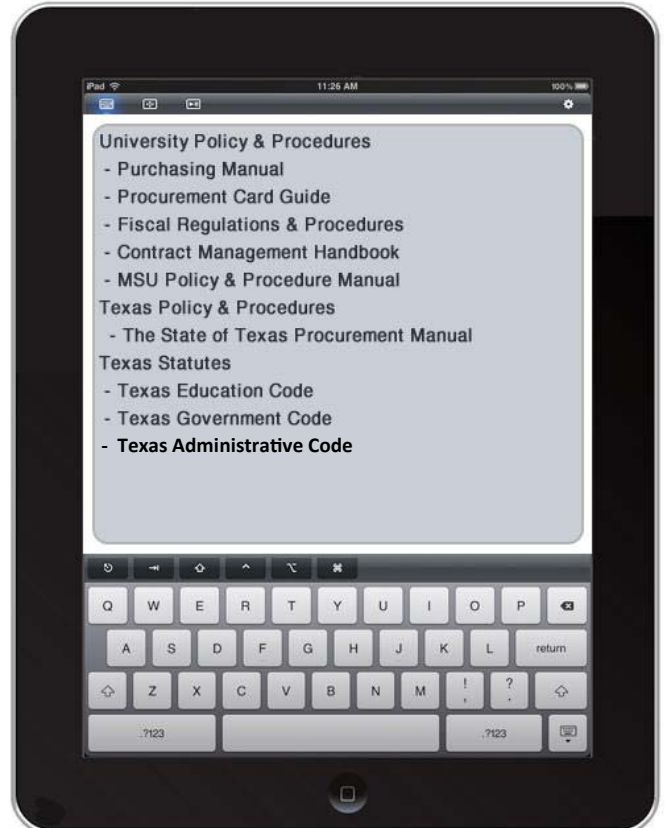 iPad 11:26 AM 100%
University Policy & Procedures
- Purchasing Manual
- Procurement Card Guide
- Fiscal Regulations & Procedures
- Contract Management Handbook
- MSU Policy & Procedure Manual
Texas Policy & Procedures
- The State of Texas Procurement Manual
Texas Statutes
- Texas Education Code
- Texas Government Code
- Texas Administrative Code
Q W E R T Y U I O P
A S D F G H J K L return
Z X C V B N M ! , ? .
.?123 .?123